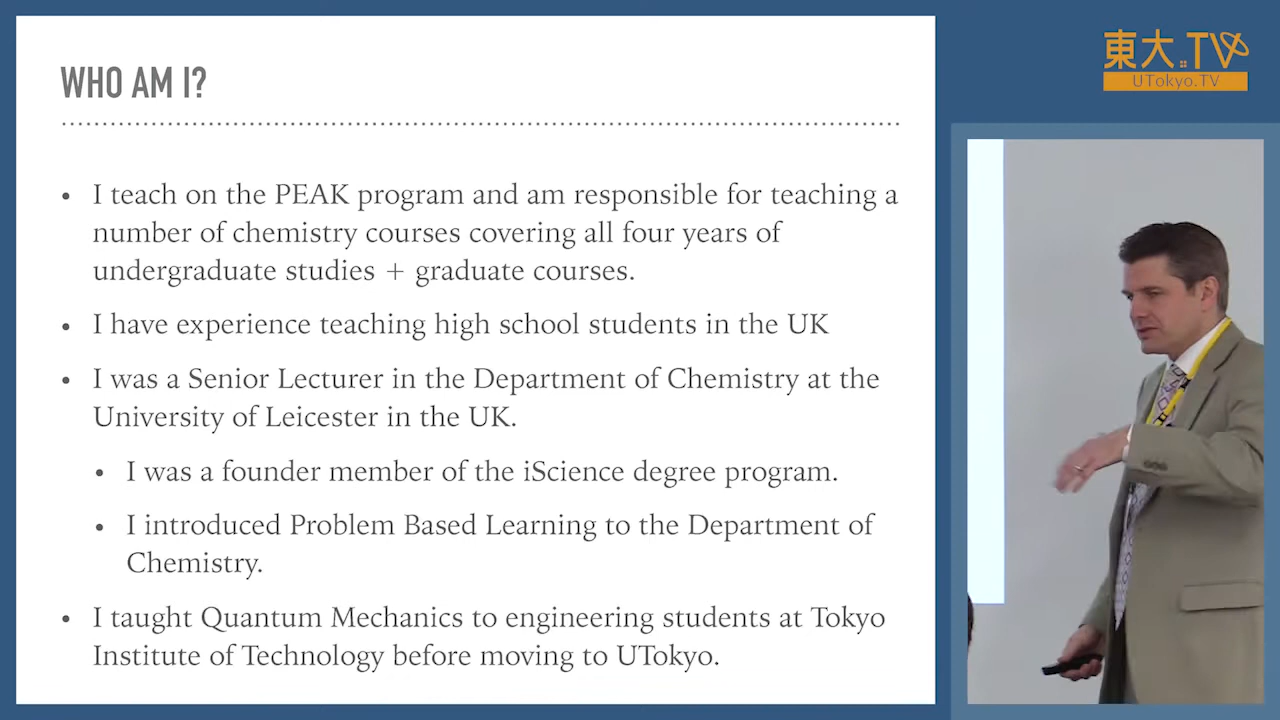 WHO AM I?
• I teach on the PEAK program and am responsible for teaching a
number of chemistry courses covering all four years of
undergraduate studies + graduate courses.
• I have experience teaching high school students in the UK
• I was a Senior Lecturer in the Department of Chemistry at the
University of Leicester in the UK.
• I was a founder member of the iScience degree program.
• I introduced Problem Based Learning to the Department of
Chemistry.
• I taught Quantum Mechanics to engineering students at Tokyo
Institute of Technology before moving to UTokyo.
東大.TV
UTokyo.TV